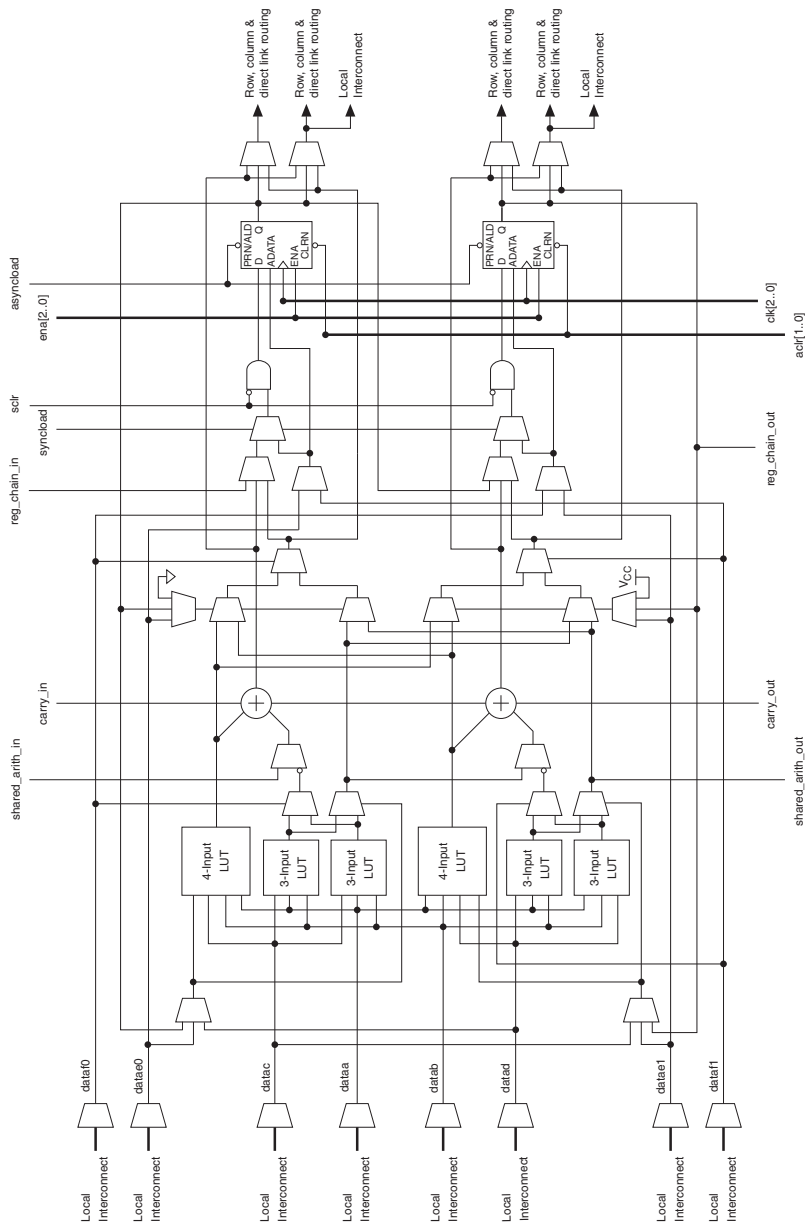 shared_arith_in
carry_in
reg_chain_in
syncload
sclr
ena[2..0]
asyncload
Local
Interconnect
dataf0
Local
Interconnect
datae0
4-Input
LUT
PRN/ALD
D
Q
ADATA
ENA
CLRN
Row, column &
direct link routing
Row, column &
direct link routing
Local
Interconnect
Local
Interconnect
datac
3-Input
LUT
Local
Interconnect
dataa
3-Input
LUT
Local
Interconnect
datab
4-Input
LUT
Local
Interconnect
datad
3-Input
LUT
PRN/ALD
D
Q
ADATA
ENA
CLRN
Row, column &
direct link routing
Row, column &
direct link routing
Local
Interconnect
3-Input
LUT
VCC
Local
Interconnect
datae1
Local
Interconnect
dataf1
shared_arith_out
carry_out
reg_chain_out
aclr[1..0]
clk[2..0]